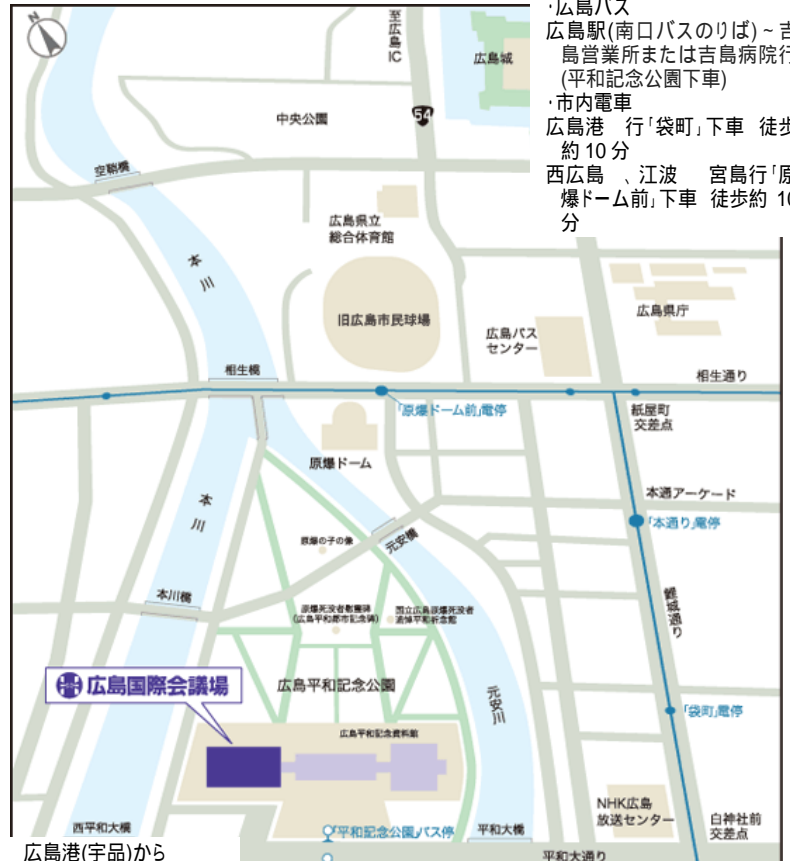 ・広島バス
広島駅(南口バスのりば)～吉
島営業所または吉島病院行
(平和記念公園下車)
・市内電車
広島港 行「袋町」下車 徒歩
約10分
西広島 、江波 宮島行「原
爆ドーム前」下車 徒歩約 10
分
N
至広島IC
広島城
54
中央公園
空鞘橋
広島県立
総合体育館
本川
旧広島市民球場
広島バス
センター
広島県庁
相生橋
相生通り
「原爆ドーム前」電停
紙屋町
交差点
原爆ドーム
本通アーケード
本川
「本通り」電停
原爆の子の像
元安橋
本川橋
原爆死没者慰霊碑
(広島平和都市記念碑)
国立広島原爆死没者
追悼平和祈念館
鯉城通り
広島国際会議場
広島平和記念公園
元安川
「袋町」電停
広島平和記念資料館
NHK広島
放送センター
白神社前
交差点
西平和大橋
「平和記念公園」バス停
平和大橋
平和大通り
広島港(宇品)から